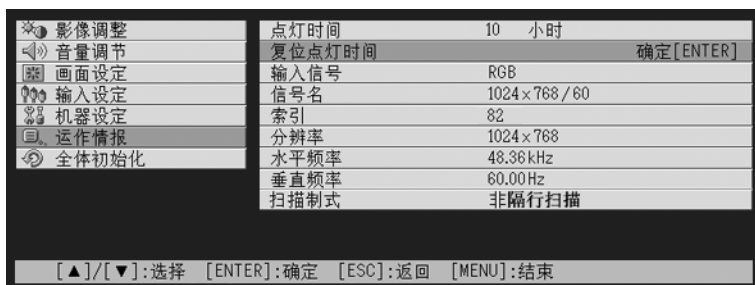 影像调整
音量调节
画面设定
输入设定
机器设定
运作情报
全体初始化
点灯时间 10 小时
复位点灯时间 确定[ENTER]
输入信号 RGB
信号名 1024×768/60
索引 82
分辨率 1024×768
水平频率 48.36kHz
垂直频率 60.00Hz
扫描制式 非隔行扫描
[▲]/[▼]:选择 [ENTER]:确定 [ESC]:返回 [MENU]:结束